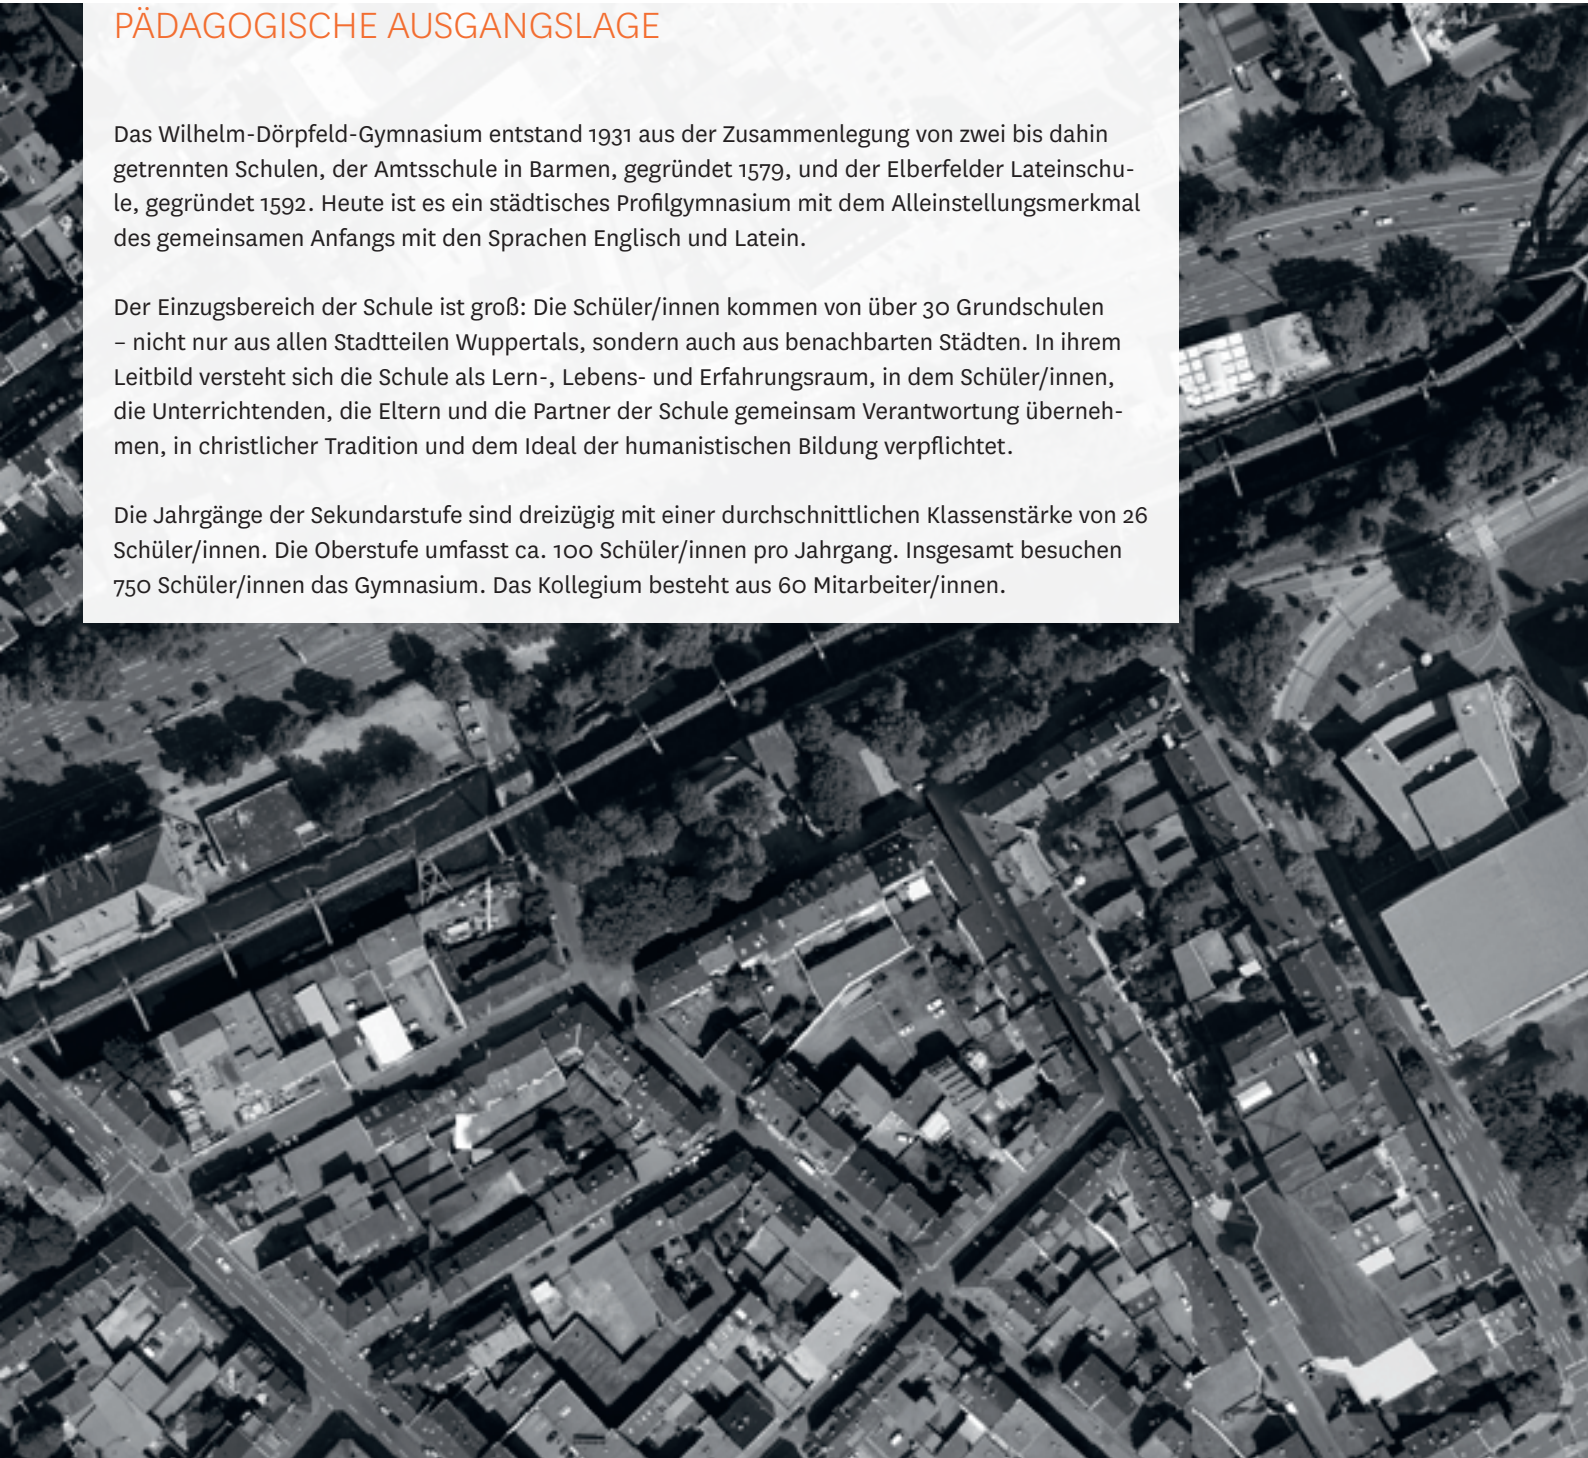 PÄDAGOGISCHE AUSGANGSLAGE
Das Wilhelm-Dörpfeld-Gymnasium entstand 1931 aus der Zusammenlegung von zwei bis dahin
getrennten Schulen, der Amtsschule in Barmen, gegründet 1579, und der Elberfelder Lateinschu-
le, gegründet 1592. Heute ist es ein städtisches Profilgymnasium mit dem Alleinstellungsmerkmal
des gemeinsamen Anfangs mit den Sprachen Englisch und Latein.
Der Einzugsbereich der Schule ist groß: Die Schüler/innen kommen von über 30 Grundschulen
– nicht nur aus allen Stadtteilen Wuppertals, sondern auch aus benachbarten Städten. In ihrem
Leitbild versteht sich die Schule als Lern-, Lebens- und Erfahrungsraum, in dem Schüler/innen,
die Unterrichtenden, die Eltern und die Partner der Schule gemeinsam Verantwortung überneh-
men, in christlicher Tradition und dem Ideal der humanistischen Bildung verpflichtet.
Die Jahrgänge der Sekundarstufe sind dreizügig mit einer durchschnittlichen Klassenstärke von 26
Schüler/innen. Die Oberstufe umfasst ca. 100 Schüler/innen pro Jahrgang. Insgesamt besuchen
750 Schüler/innen das Gymnasium. Das Kollegium besteht aus 60 Mitarbeiter/innen.